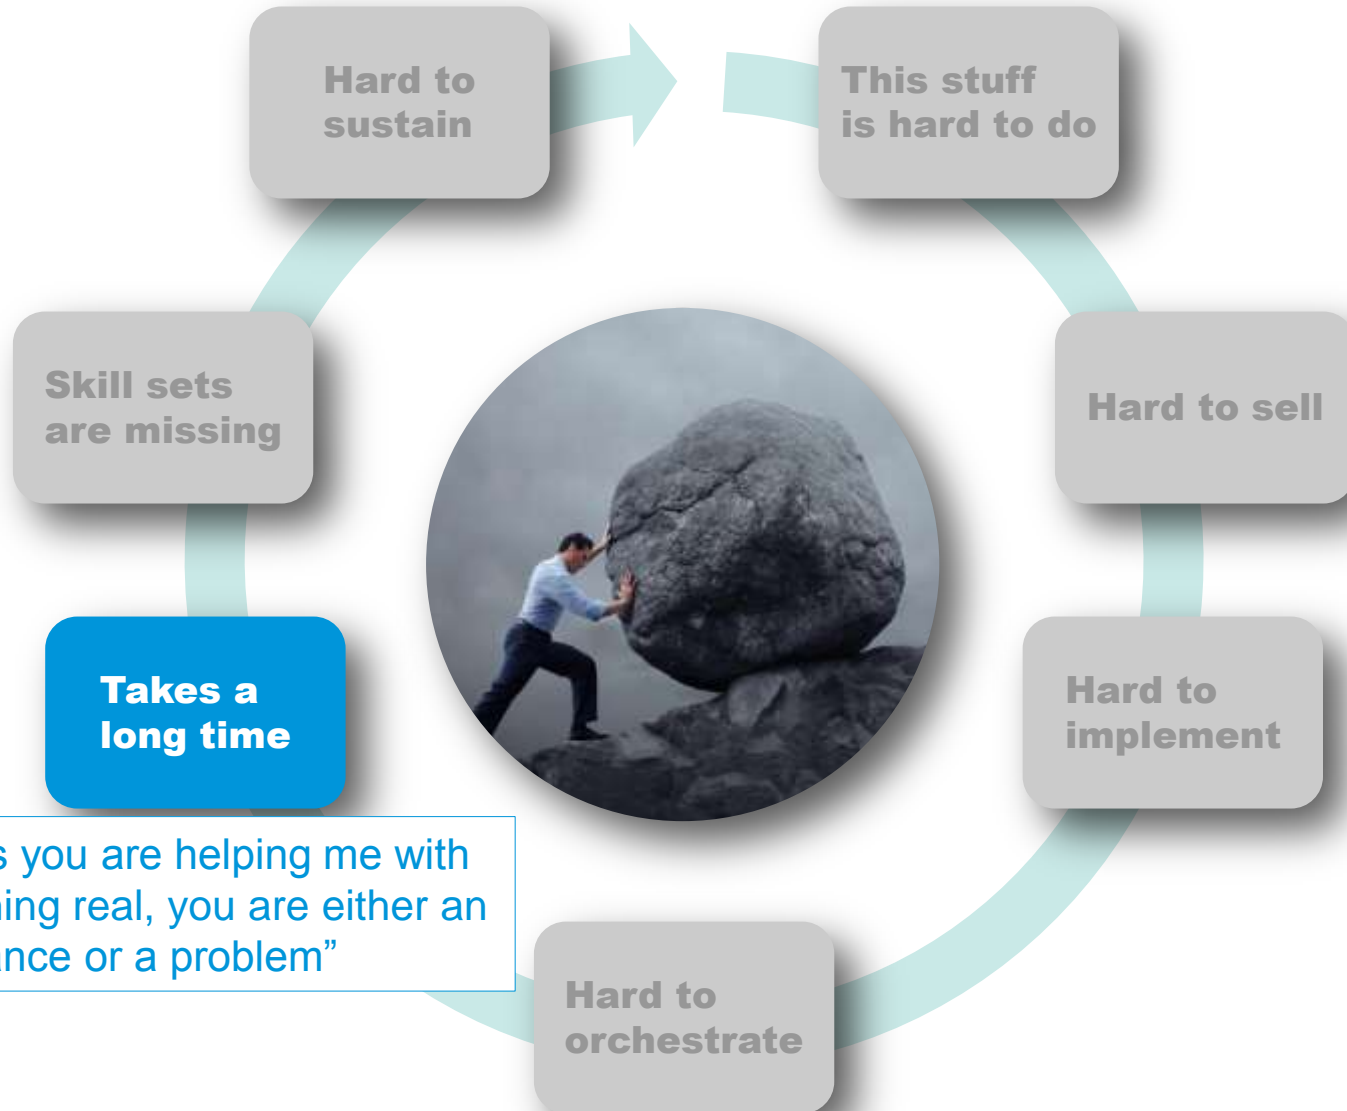 Hard to
sustain
This stuff
is hard to do
Skill sets
are missing
Hard to sell
Takes a
long time
Hard to
implement
you are helping me with
real, you are either an
or a problem”
Hard to
orchestrate